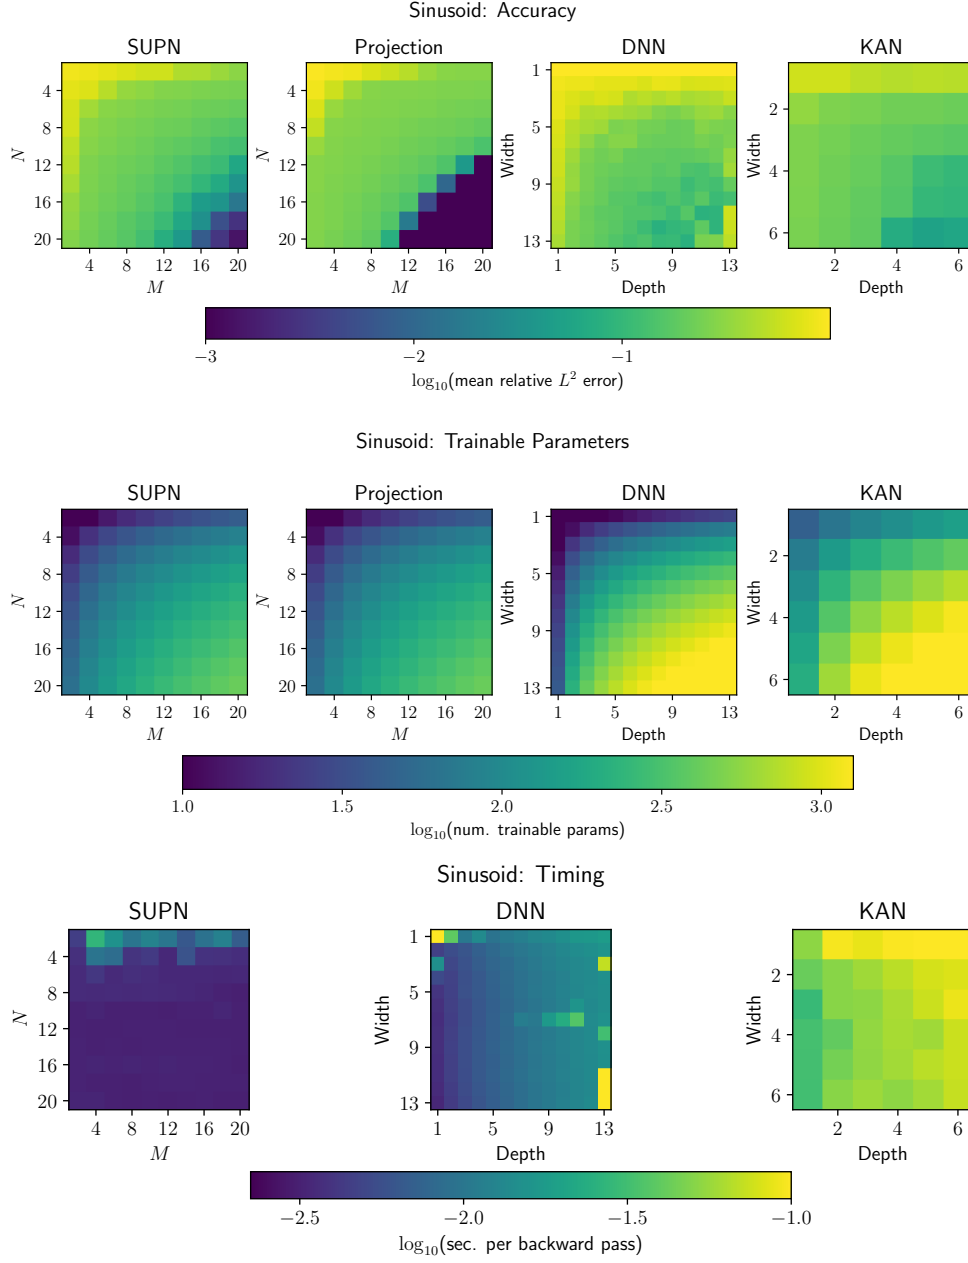 Sinusoid: Accuracy
SUPN Projection DNN KAN
N 4 8 12 16 20
N 4 8 12 16 20
Width 1 5 9 13
Width 2 4 6
4 8 12 16 20 4 8 12 16 20 1 5 9 13 2 4 6
M M Depth Depth
−3 −2 −1
log₁₀(mean relative L² error)
Sinusoid: Trainable Parameters
SUPN Projection DNN KAN
N 4 8 12 16 20
N 4 8 12 16 20
Width 1 5 9 13
Width 2 4 6
4 8 12 16 20 4 8 12 16 20 1 5 9 13 2 4 6
M M Depth Depth
1.0 1.5 2.0 2.5 3.0
log₁₀(num. trainable params)
Sinusoid: Timing
SUPN DNN KAN
N 4 8 12 16 20
Width 1 5 9 13
Width 2 4 6
4 8 12 16 20 1 5 9 13 2 4 6
M Depth Depth
−2.5 −2.0 −1.5 −1.0
log₁₀(sec. per backward pass)